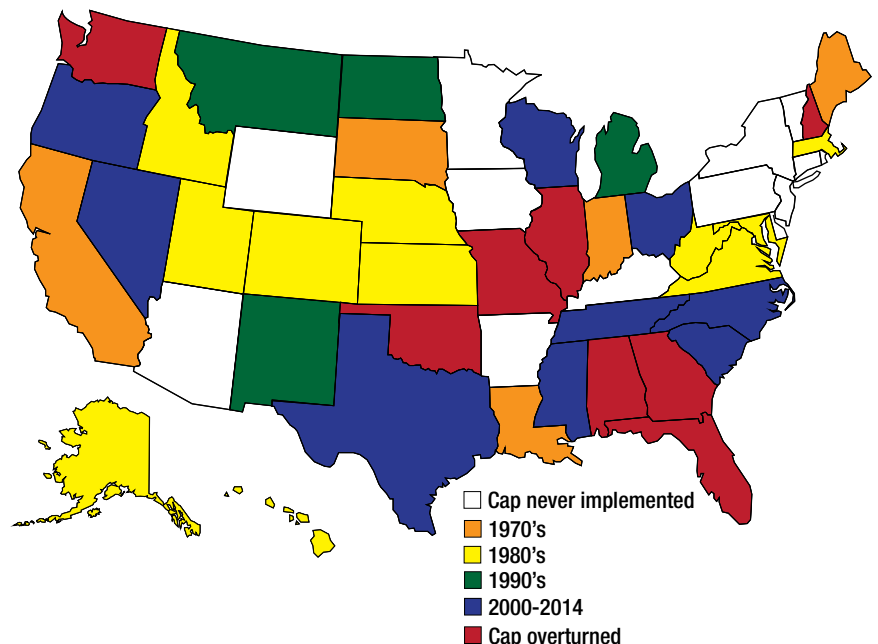 Cap never implemented
1970's
1980's
1990's
2000-2014
Cap overturned